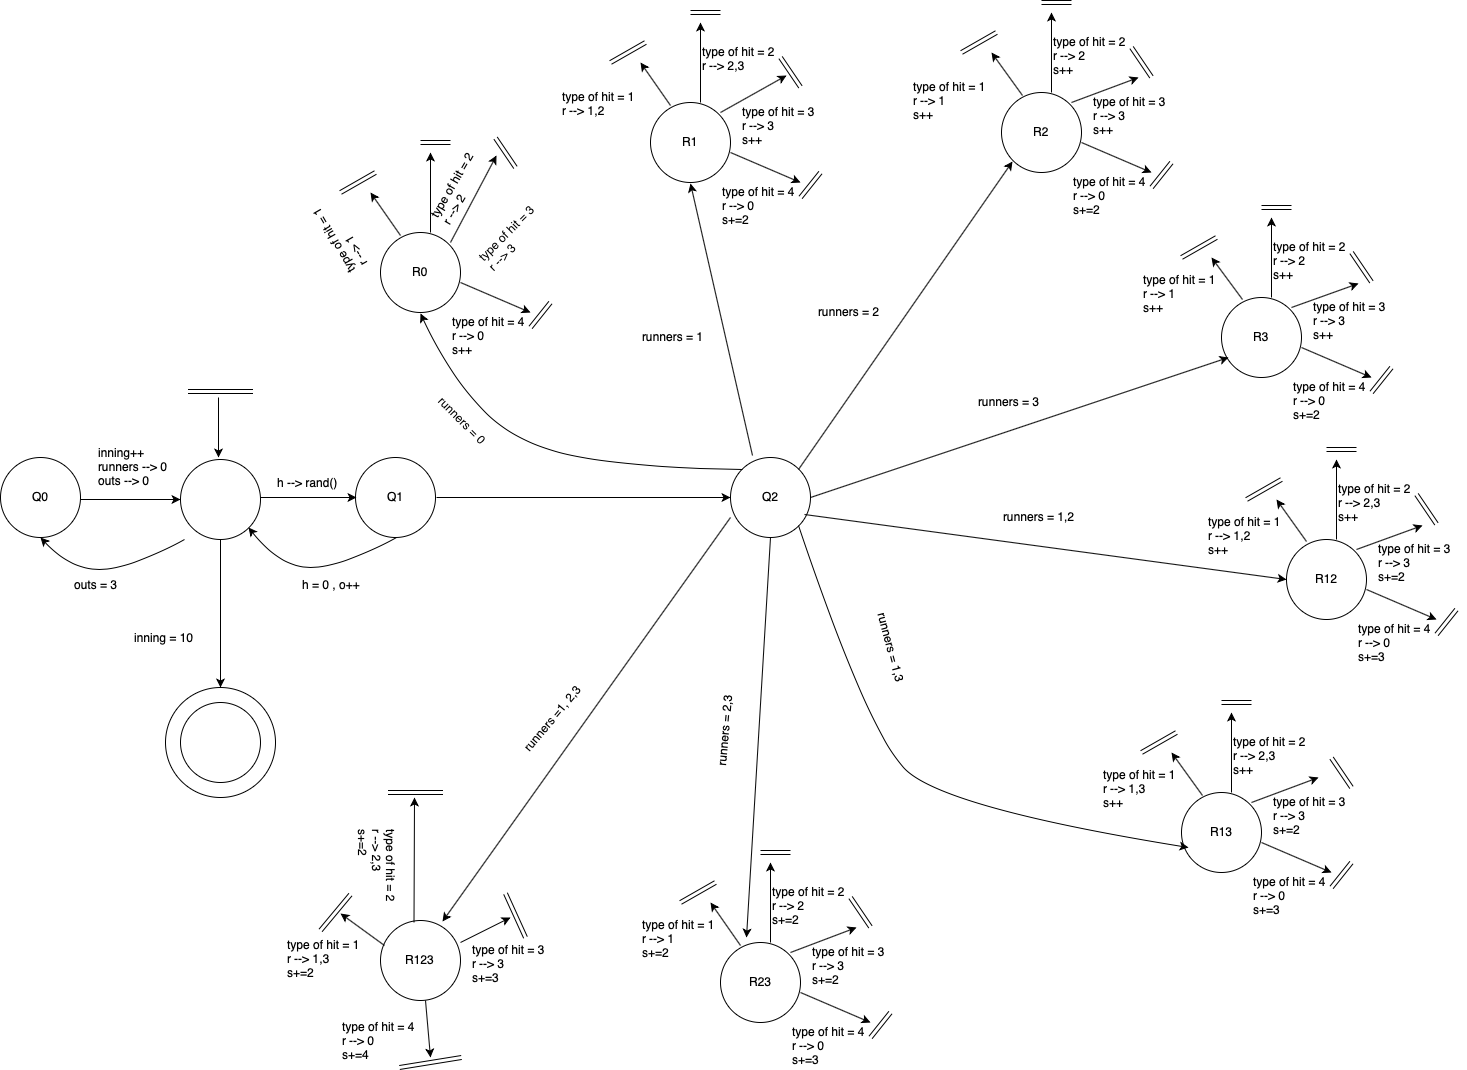 type of hit = 2
r --> 2,3
type of hit = 1
r --> 1,2
type of hit = 3
r --> 3
s++
R1
type of hit = 4
r --> 0
s+=2
type of hit = 2
r --> 2
s++
type of hit = 1
r --> 1
s++
type of hit = 3
r --> 3
s++
R2
type of hit = 4
r --> 0
s+=2
type of hit = 2
r --> 2
type of hit = 1
r --> 1
type of hit = 3
r --> 3
R0
type of hit = 4
r --> 0
s++
type of hit = 2
r --> 2
s++
type of hit = 1
r --> 1
s++
type of hit = 3
r --> 3
s++
R3
type of hit = 4
r --> 0
s+=2
runners = 2
runners = 1
runners = 3
runners = 0
inning++
runners --> 0
outs --> 0
Q0
h --> rand()
Q1
Q2
outs = 3
h = 0 , o++
inning = 10
runners = 1,2
type of hit = 2
r --> 2,3
s++
type of hit = 1
r --> 1,2
s++
type of hit = 3
r --> 3
s+=2
R12
type of hit = 4
r --> 0
s+=3
runners = 1,3
runners =1, 2,3
runners = 2,3
type of hit = 2
r --> 2,3
s++
type of hit = 1
r --> 1,3
s++
type of hit = 3
r --> 3
s+=2
R13
type of hit = 4
r --> 0
s+=3
type of hit = 2
r --> 2,3
s+=2
type of hit = 1
r --> 1,3
s+=2
R123
type of hit = 3
r --> 3
s+=3
type of hit = 4
r --> 0
s+=4
type of hit = 2
r --> 2
s+=2
type of hit = 1
r --> 1
s+=2
type of hit = 3
r --> 3
s+=2
R23
type of hit = 4
r --> 0
s+=3